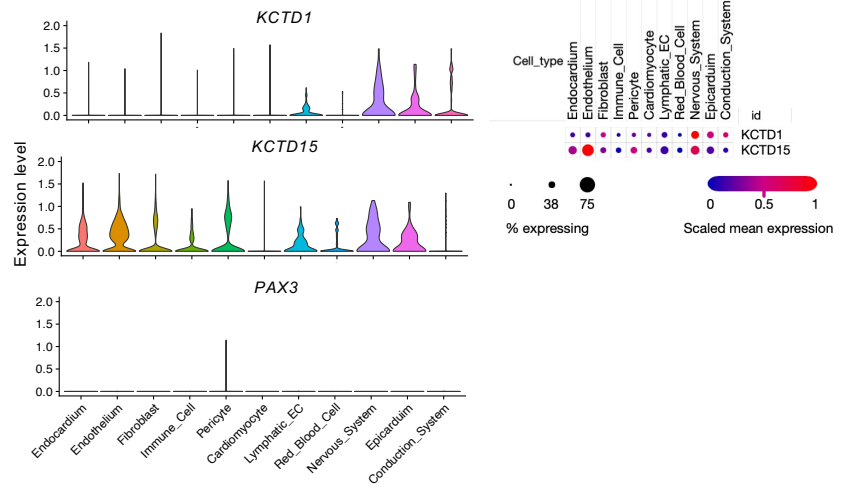 KCTD1
2.0
1.5
1.0
0.5
0.0
KCTD15
2.0
1.5
1.0
0.5
0.0
Expression level
PAX3
2.0
1.5
1.0
0.5
0.0
Endocardium
Endothelium
Fibroblast
Immune_Cell
Pericyte
Cardiomyocyte
Lymphatic_EC
Red_Blood_Cell
Nervous_System
Epicarduim
Conduction_System
Cell_type
Endocardium
Endothelium
Fibroblast
Immune_Cell
Pericyte
Cardiomyocyte
Lymphatic_EC
Red_Blood_Cell
Nervous_System
Epicarduim
Conduction_System
id
KCTD1
KCTD15
0 38 75
% expressing
0 0.5 1
Scaled mean expression